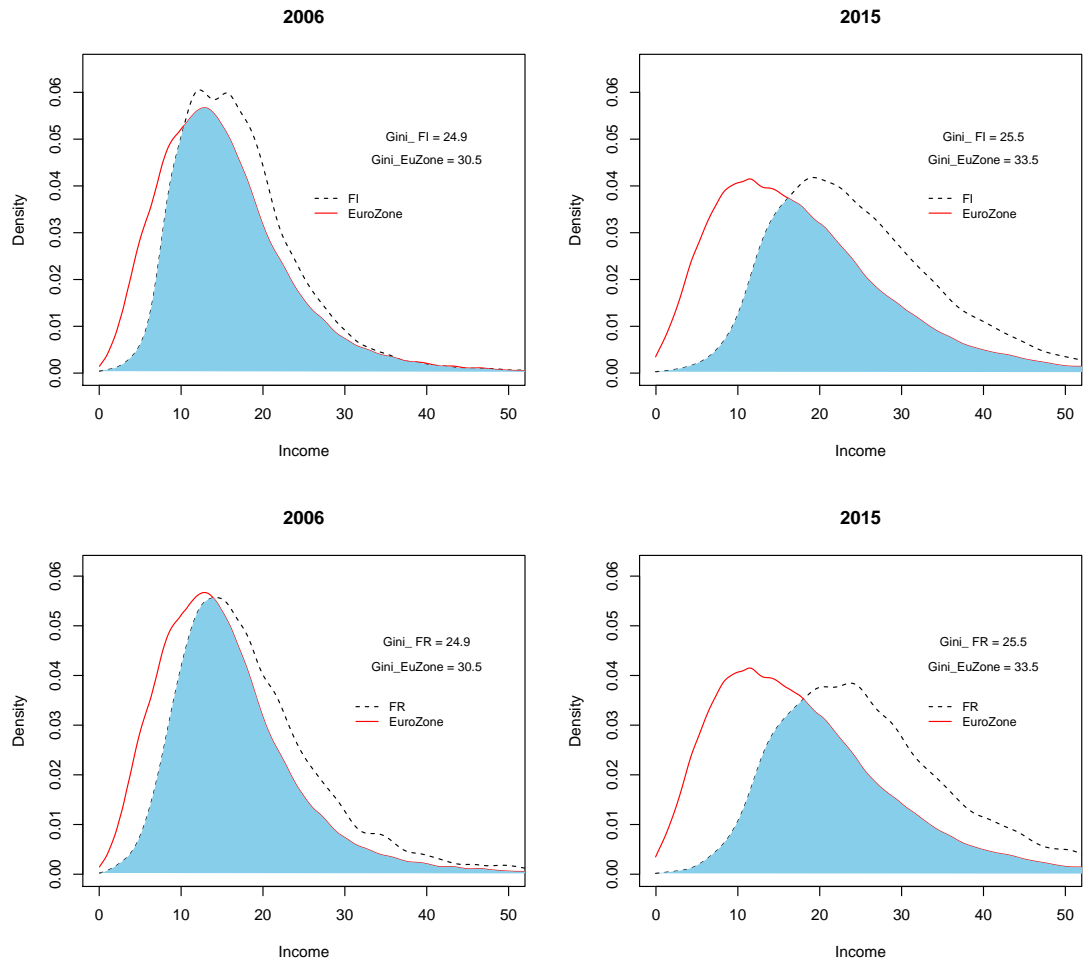 2006
Density
0.00 0.01 0.02 0.03 0.04 0.05 0.06
Gini_ FI = 24.9
Gini_EuZone = 30.5
FI
EuroZone
0 10 20 30 40 50
Income
2015
Density
0.00 0.01 0.02 0.03 0.04 0.05 0.06
Gini_ FI = 25.5
Gini_EuZone = 33.5
FI
EuroZone
0 10 20 30 40 50
Income
2006
Density
0.00 0.01 0.02 0.03 0.04 0.05 0.06
Gini_ FR = 24.9
Gini_EuZone = 30.5
FR
EuroZone
0 10 20 30 40 50
Income
2015
Density
0.00 0.01 0.02 0.03 0.04 0.05 0.06
Gini_ FR = 25.5
Gini_EuZone = 33.5
FR
EuroZone
0 10 20 30 40 50
Income